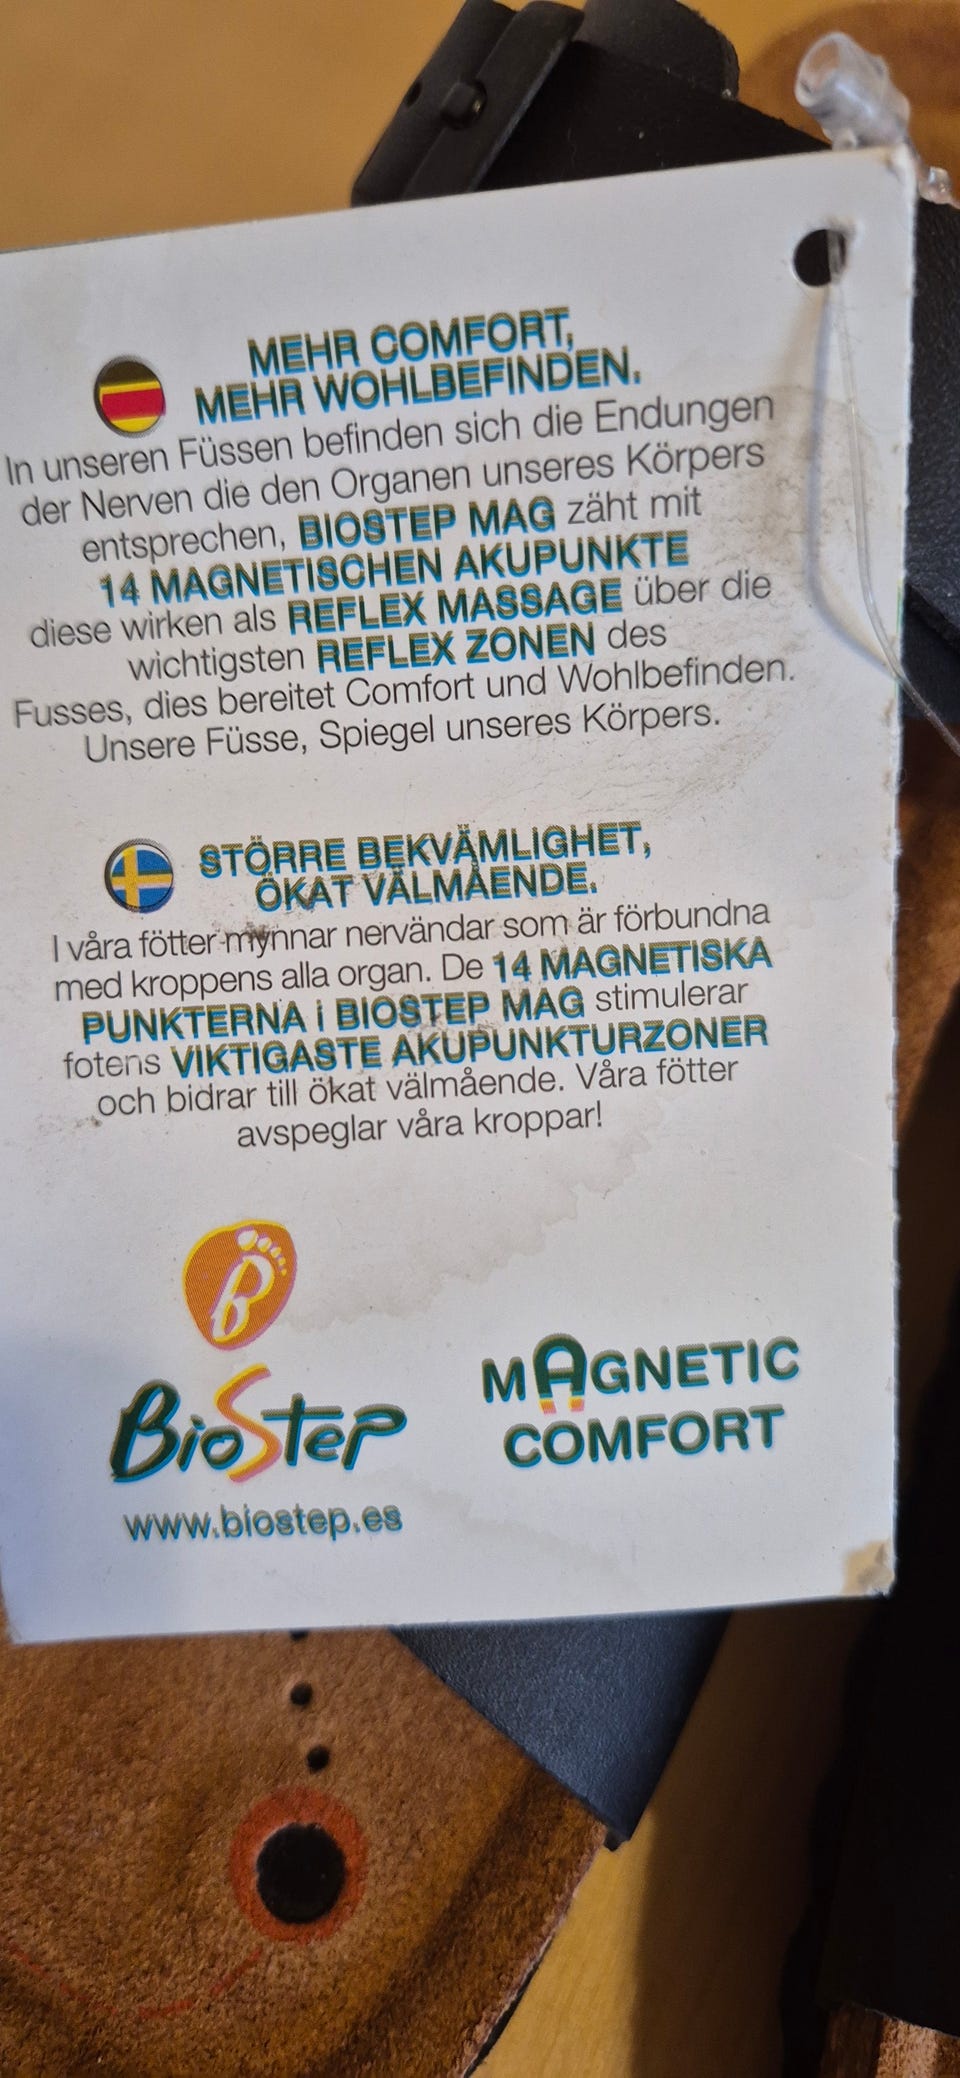 MEHR COMFORT,
MEHR WOHLBEFINDEN.
In unseren Füssen befinden sich die Endungen
der Nerven die den Organen unseres Körpers
entsprechen, BIOSTEP MAG zäht mit
14 MAGNETISCHEN AKUPUNKTE
diese wirken als REFLEX MASSAGE über die
wichtigsten REFLEX ZONEN des
Fusses, dies bereitet Comfort und Wohlbefinden.
Unsere Füsse, Spiegel unseres Körpers.
STÖRRE BEKVÄMLIGHET,
ÖKAT VÄLMÅENDE.
I våra fötter mynnar nervändar som är förbundna
med kroppens alla organ. De 14 MAGNETISKA
PUNKTERNA i BIOSTEP MAG stimulerar
fotens VIKTIGASTE AKUPUNKTURZONER
och bidrar till ökat välmående. Våra fötter
avspeglar våra kroppar!
B
BioStep
www.biostep.es
MAGNETIC
COMFORT